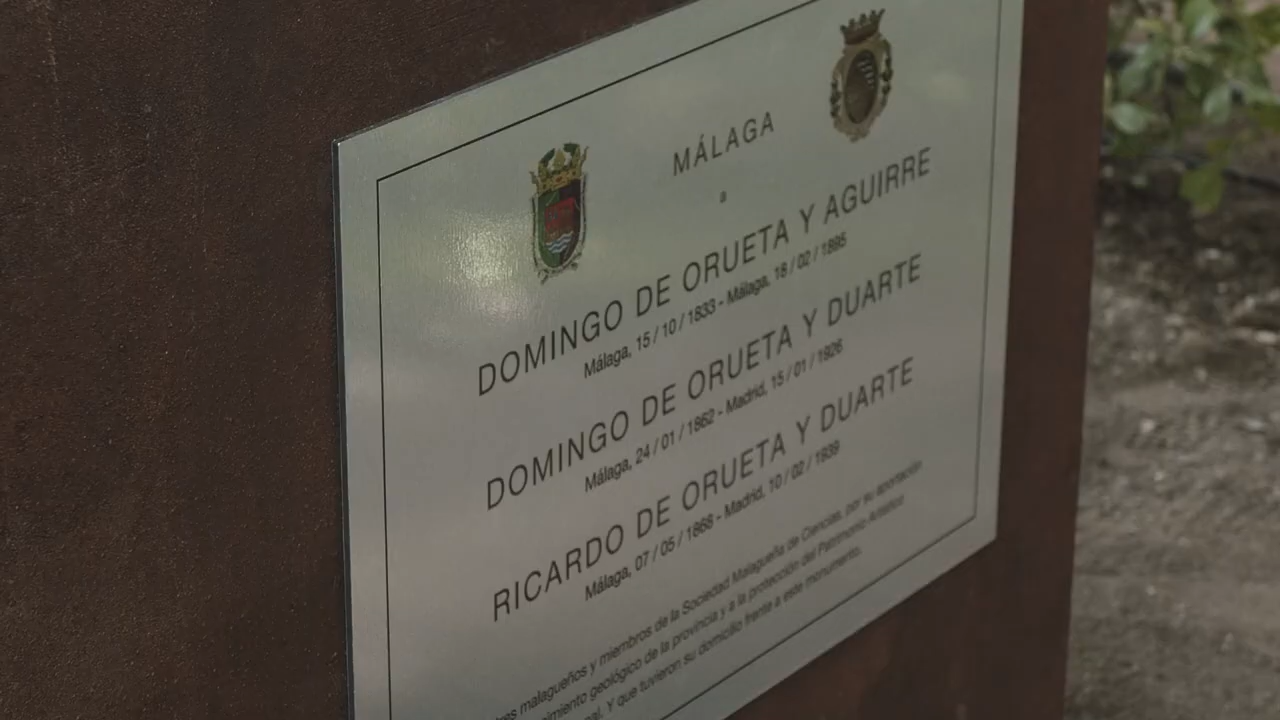 MÁLAGA
a
DOMINGO DE ORUETA Y AGUIRRE
Málaga, 15 / 10 / 1833 - Málaga, 18 / 02 / 1895
DOMINGO DE ORUETA Y DUARTE
Málaga, 24 / 01 / 1862 - Madrid, 15 / 01 / 1926
RICARDO DE ORUETA Y DUARTE
Málaga, 07 / 05 / 1868 - Madrid, 10 / 02 / 1939
malagueños y miembros de la Sociedad Malagueña de Ciencias, por su aportación
geológico de la provincia y a la protección del Patrimonio Artístico
Y que tuvieron su domicilio frente a este monumento.